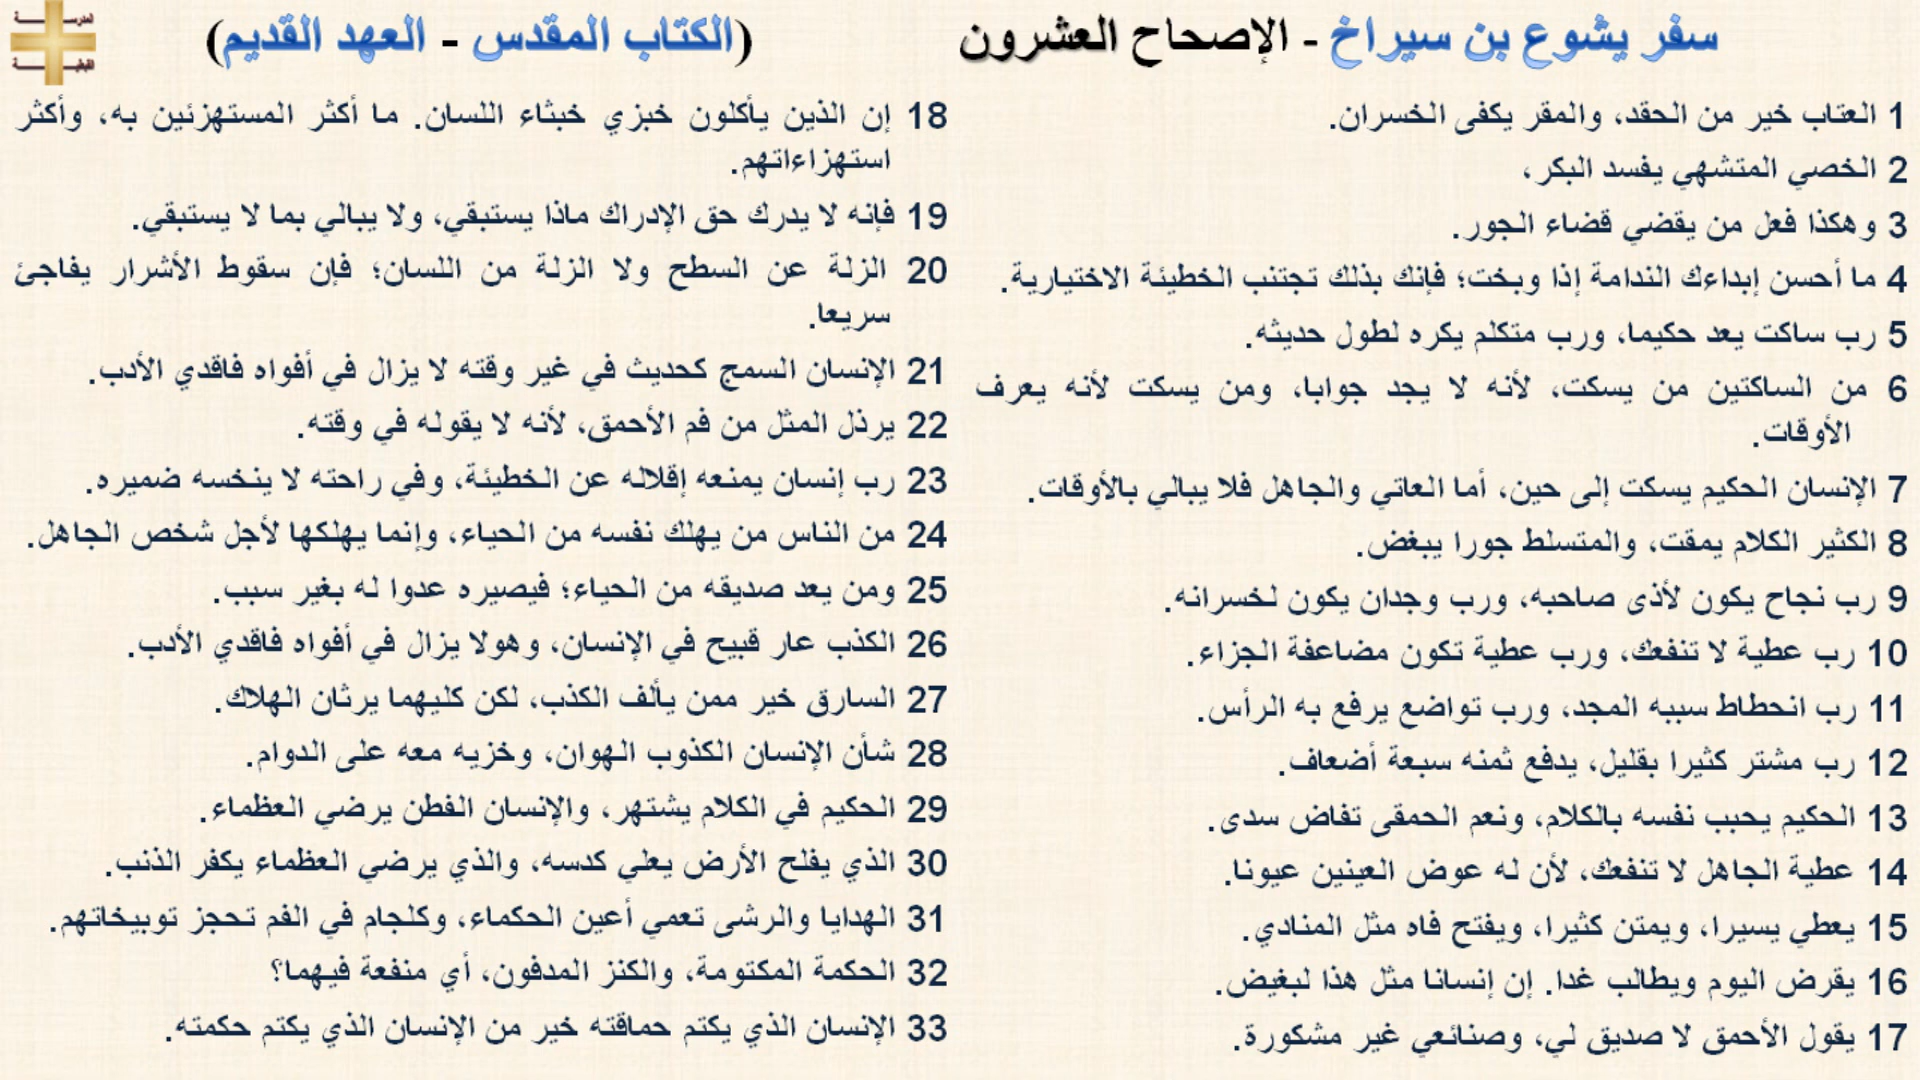 سفر يشوع بن سيراخ - الإصحاح العشرون
(الكتاب المقدس - العهد القديم)
1 العتاب خير من الحقد، والمقر يكفى الخسران.
2 الخصي المتشهي يفسد البكر،
3 وهكذا فعل من يقضي قضاء الجور.
4 ما أحسن إبداءك الندامة إذا وبخت؛ فإنك بذلك تجتنب الخطيئة الاختيارية.
5 رب ساكت يعد حكيما، ورب متكلم يكره لطول حديثه.
6 من الساكتين من يسكت، لأنه لا يجد جوابا، ومن يسكت لأنه يعرف
الأوقات.
7 الإنسان الحكيم يسكت إلى حين، أما العاتي والجاهل فلا يبالي بالأوقات.
8 الكثير الكلام يمقت، والمتسلط جورا يبغض.
9 رب نجاح يكون لأذى صاحبه، ورب وجدان يكون لخسرانه.
10 رب عطية لا تنفعك، ورب عطية تكون مضاعفة الجزاء.
11 رب انحطاط سببه المجد، ورب تواضع يرفع به الرأس.
12 رب مشتر كثيرا بقليل، يدفع ثمنه سبعة أضعاف.
13 الحكيم يحبب نفسه بالكلام، ونعم الحمقى تفاض سدى.
14 عطية الجاهل لا تنفعك، لأن له عوض العينين عيونا.
15 يعطي يسيرا، ويمتن كثيرا، ويفتح فاه مثل المنادي.
16 يقرض اليوم ويطالب غدا. إن إنسانا مثل هذا لبغيض.
17 يقول الأحمق لا صديق لي، وصنائعي غير مشكورة.
18 إن الذين يأكلون خبزي خبثاء اللسان. ما أكثر المستهزئين به، وأكثر
استهزاءاتهم.
19 فإنه لا يدرك حق الإدراك ماذا يستبقي، ولا يبالي بما لا يستبقي.
20 الزلة عن السطح ولا الزلة من اللسان؛ فإن سقوط الأشرار يفاجئ
سريعا.
21 الإنسان السمج كحديث في غير وقته لا يزال في أفواه فاقدي الأدب.
22 يرذل المثل من فم الأحمق، لأنه لا يقوله في وقته.
23 رب إنسان يمنعه إقلاله عن الخطيئة، وفي راحته لا ينخسه ضميره.
24 من الناس من يهلك نفسه من الحياء، وإنما يهلكها لأجل شخص الجاهل.
25 ومن يعد صديقه من الحياء؛ فيصيره عدوا له بغير سبب.
26 الكذب عار قبيح في الإنسان، وهولا يزال في أفواه فاقدي الأدب.
27 السارق خير ممن يألف الكذب، لكن كليهما يرثان الهلاك.
28 شأن الإنسان الكذوب الهوان، وخزيه معه على الدوام.
29 الحكيم في الكلام يشتهر، والإنسان الفطن يرضي العظماء.
30 الذي يفلح الأرض يعلي كدسه، والذي يرضي العظماء يكفر الذنب.
31 الهدايا والرشى تعمي أعين الحكماء، وكلجام في الفم تحجز توبيخاتهم.
32 الحكمة المكتومة، والكنز المدفون، أي منفعة فيهما؟
33 الإنسان الذي يكتم حماقته خير من الإنسان الذي يكتم حكمته.